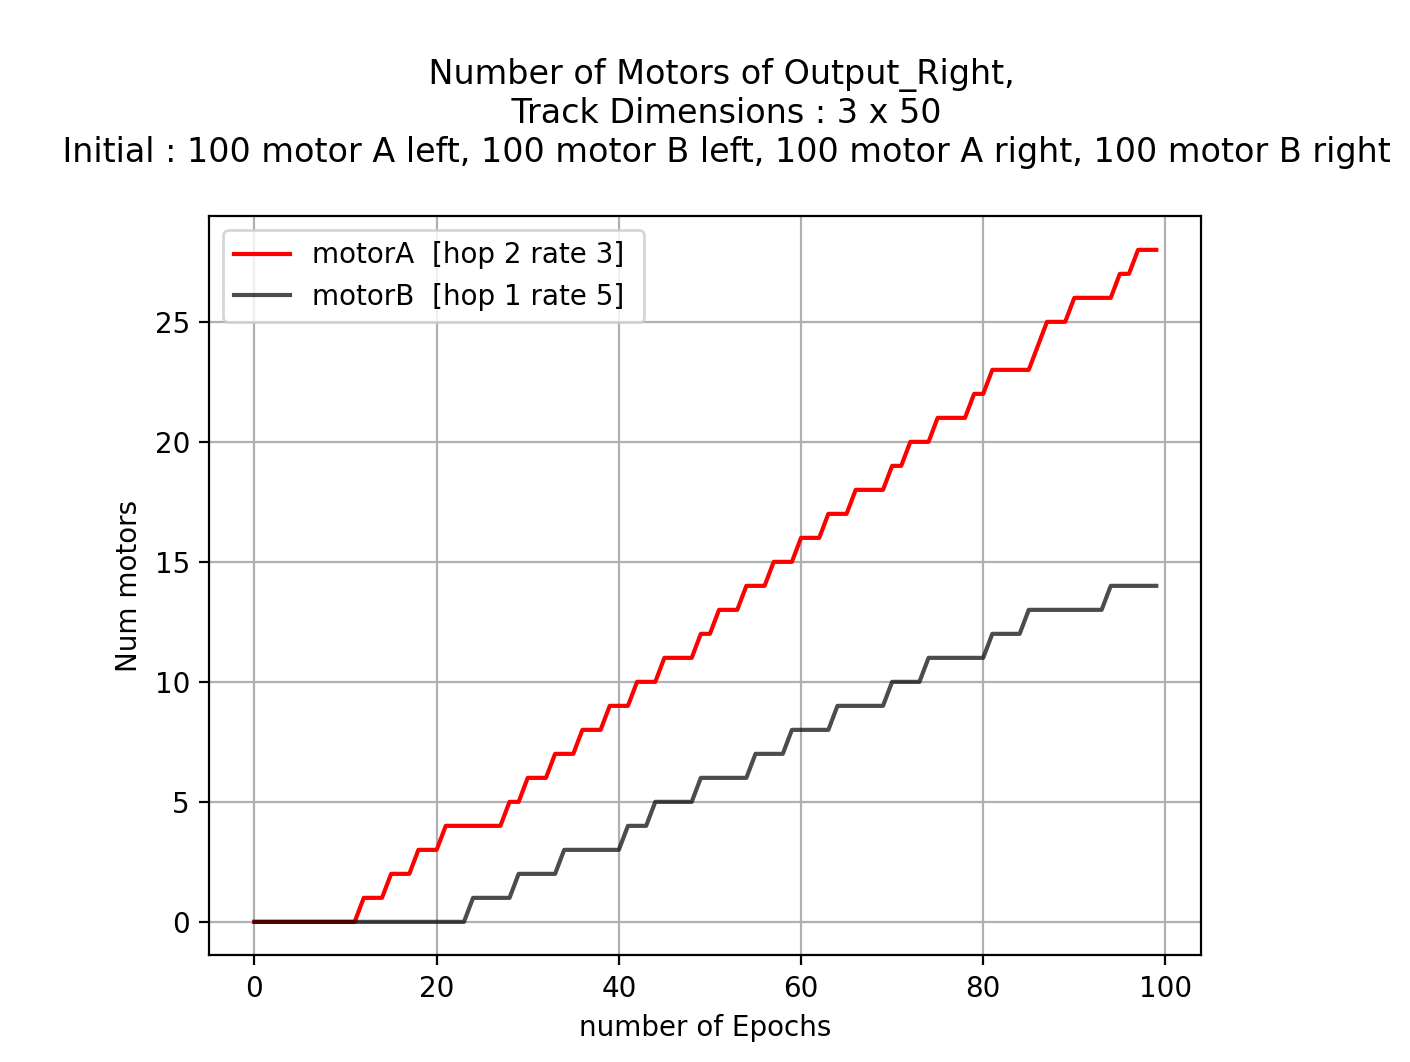 Number of Motors of Output_Right,
Track Dimensions : 3 x 50
Initial : 100 motor A left, 100 motor B left, 100 motor A right, 100 motor B right
motorA [hop 2 rate 3]
motorB [hop 1 rate 5]
25
20
15
10
5
0
Num motors
0 20 40 60 80 100
number of Epochs